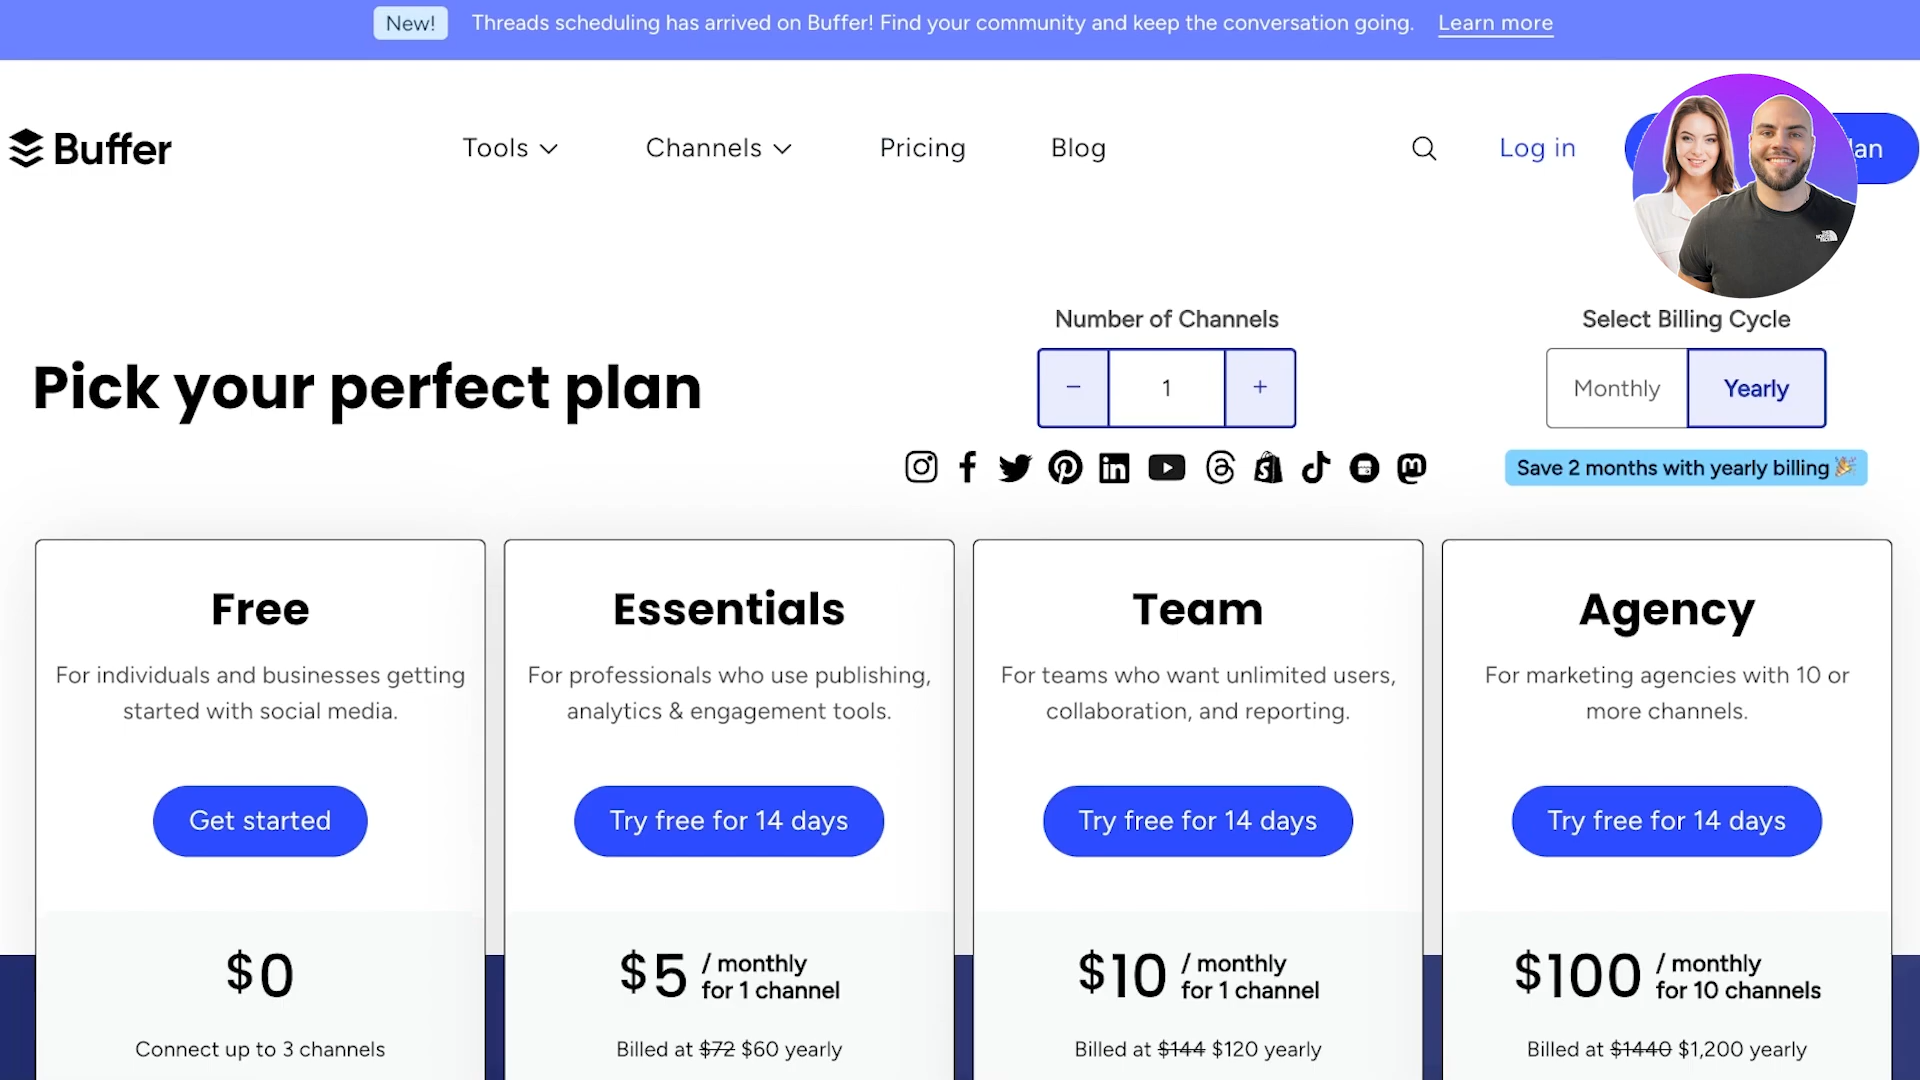 New! Threads scheduling has arrived on Buffer! Find your community and keep the conversation going. Learn more
Buffer
Tools
Channels
Pricing
Blog
Log in
THE NORTH FACE
Number of Channels
Select Billing Cycle
Pick your perfect plan
− 1 +
Monthly Yearly
Save 2 months with yearly billing 🎉
Free
For individuals and businesses getting
started with social media.
Get started
$0
Connect up to 3 channels
Essentials
For professionals who use publishing,
analytics & engagement tools.
Try free for 14 days
$5 / monthly
for 1 channel
Billed at $72 $60 yearly
Team
For teams who want unlimited users,
collaboration, and reporting.
Try free for 14 days
$10 / monthly
for 1 channel
Billed at $144 $120 yearly
Agency
For marketing agencies with 10 or
more channels.
Try free for 14 days
$100 / monthly
for 10 channels
Billed at $1440 $1,200 yearly